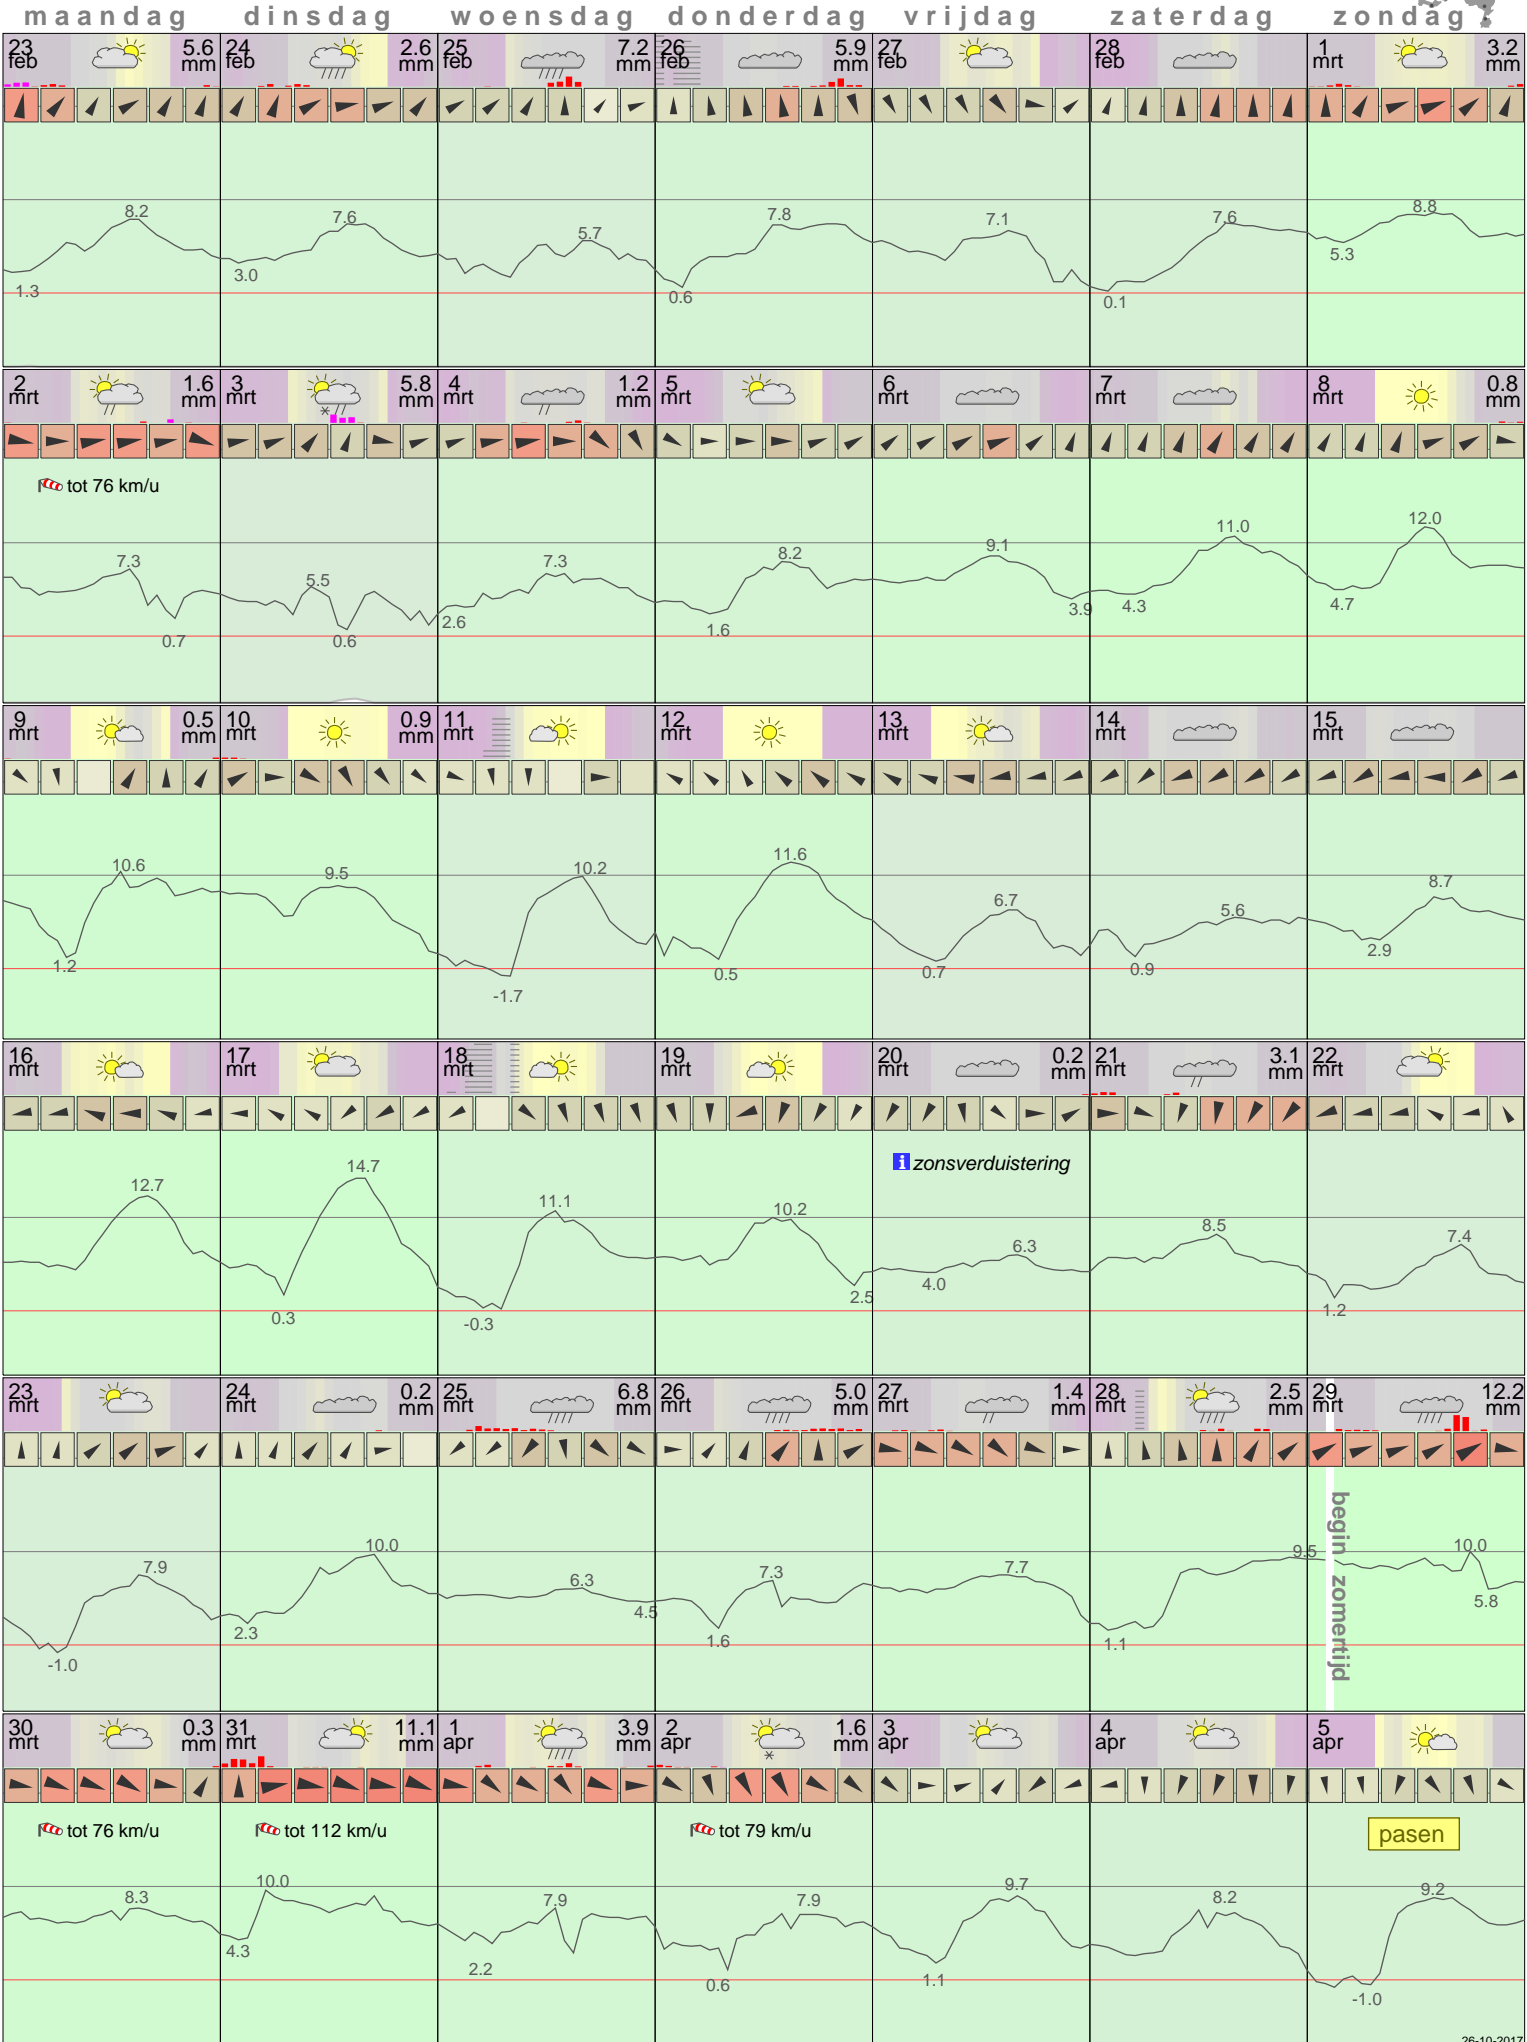 maandag dinsdag woensdag donderdag vrijdag zaterdag zondag
23 feb 5.6 mm 24 feb 2.6 mm 25 feb 7.2 mm 26 feb 5.9 mm 27 feb 28 feb 1 mrt 3.2 mm
8.2 7.6 5.7 7.8 7.1 7.6 8.8
1.3 3.0 0.6 0.1 5.3
2 mrt 1.6 mm 3 mrt 5.8 mm 4 mrt 1.2 mm 5 mrt 6 mrt 7 mrt 8 mrt 0.8 mm
tot 76 km/u
7.3 5.5 7.3 8.2 9.1 11.0 12.0
0.7 0.6 2.6 1.6 3.9 4.3 4.7
9 mrt 0.5 mm 10 mrt 0.9 mm 11 mrt 12 mrt 13 mrt 14 mrt 15 mrt
10.6 9.5 10.2 11.6 6.7 5.6 8.7
1.2 -1.7 0.5 0.7 0.9 2.9
16 mrt 17 mrt 18 mrt 19 mrt 20 mrt 0.2 mm 21 mrt 3.1 mm 22 mrt
i zonsverduistering
12.7 14.7 11.1 10.2 6.3 8.5 7.4
0.3 -0.3 2.5 4.0 1.2
23 mrt 24 mrt 0.2 mm 25 mrt 6.8 mm 26 mrt 5.0 mm 27 mrt 1.4 mm 28 mrt 2.5 mm 29 mrt 12.2 mm
begin zomertijd
7.9 10.0 6.3 7.3 7.7 9.5 10.0
-1.0 2.3 4.5 1.6 1.1 5.8
30 mrt 0.3 mm 31 mrt 11.1 mm 1 apr 3.9 mm 2 apr 1.6 mm 3 apr 4 apr 5 apr
tot 76 km/u tot 112 km/u tot 79 km/u pasen
8.3 10.0 7.9 7.9 9.7 8.2 9.2
4.3 2.2 0.6 1.1 -1.0
26-10-2017